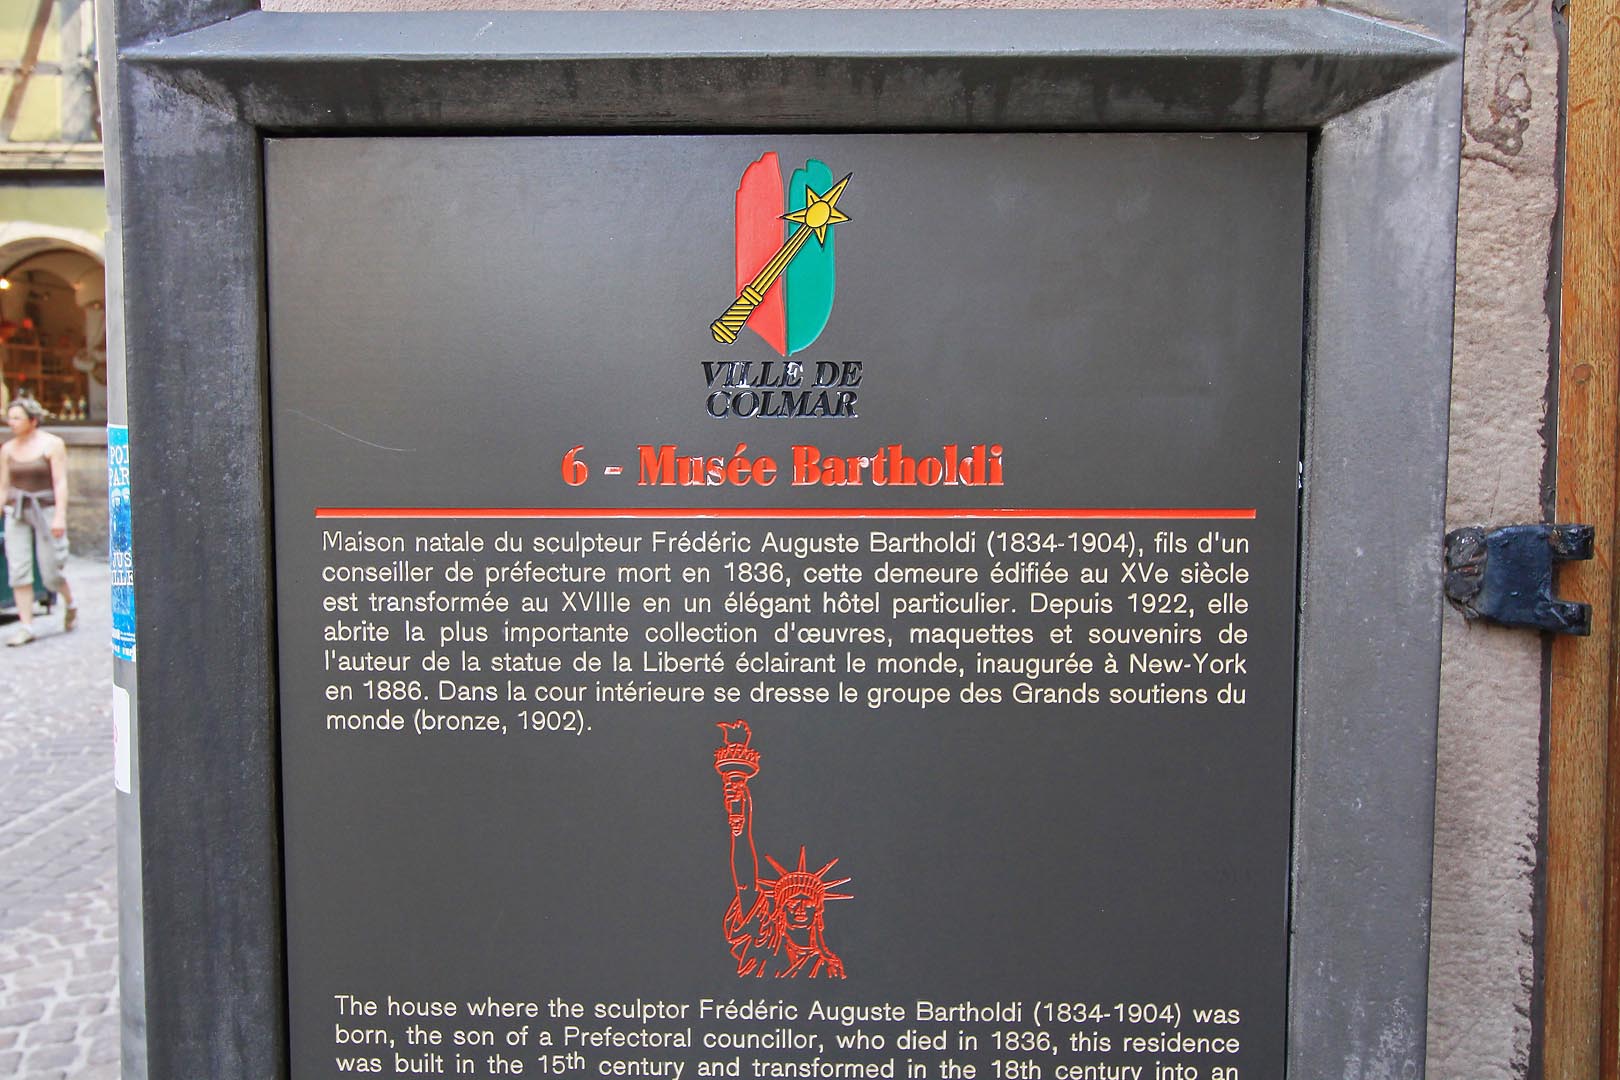 VILLE DE
COLMAR
6 - Musée Bartholdi
Maison natale du sculpteur Frédéric Auguste Bartholdi (1834-1904), fils d'un
conseiller de préfecture mort en 1836, cette demeure édifiée au XVe siècle
est transformée au XVIIIe en un élégant hôtel particulier. Depuis 1922, elle
abrite la plus importante collection d'œuvres, maquettes et souvenirs de
l'auteur de la statue de la Liberté éclairant le monde, inaugurée à New-York
en 1886. Dans la cour intérieure se dresse le groupe des Grands soutiens du
monde (bronze, 1902).
The house where the sculptor Frédéric Auguste Bartholdi (1834-1904) was
born, the son of a Prefectoral councillor, who died in 1836, this residence
was built in the 15th century and transformed in the 18th century into an